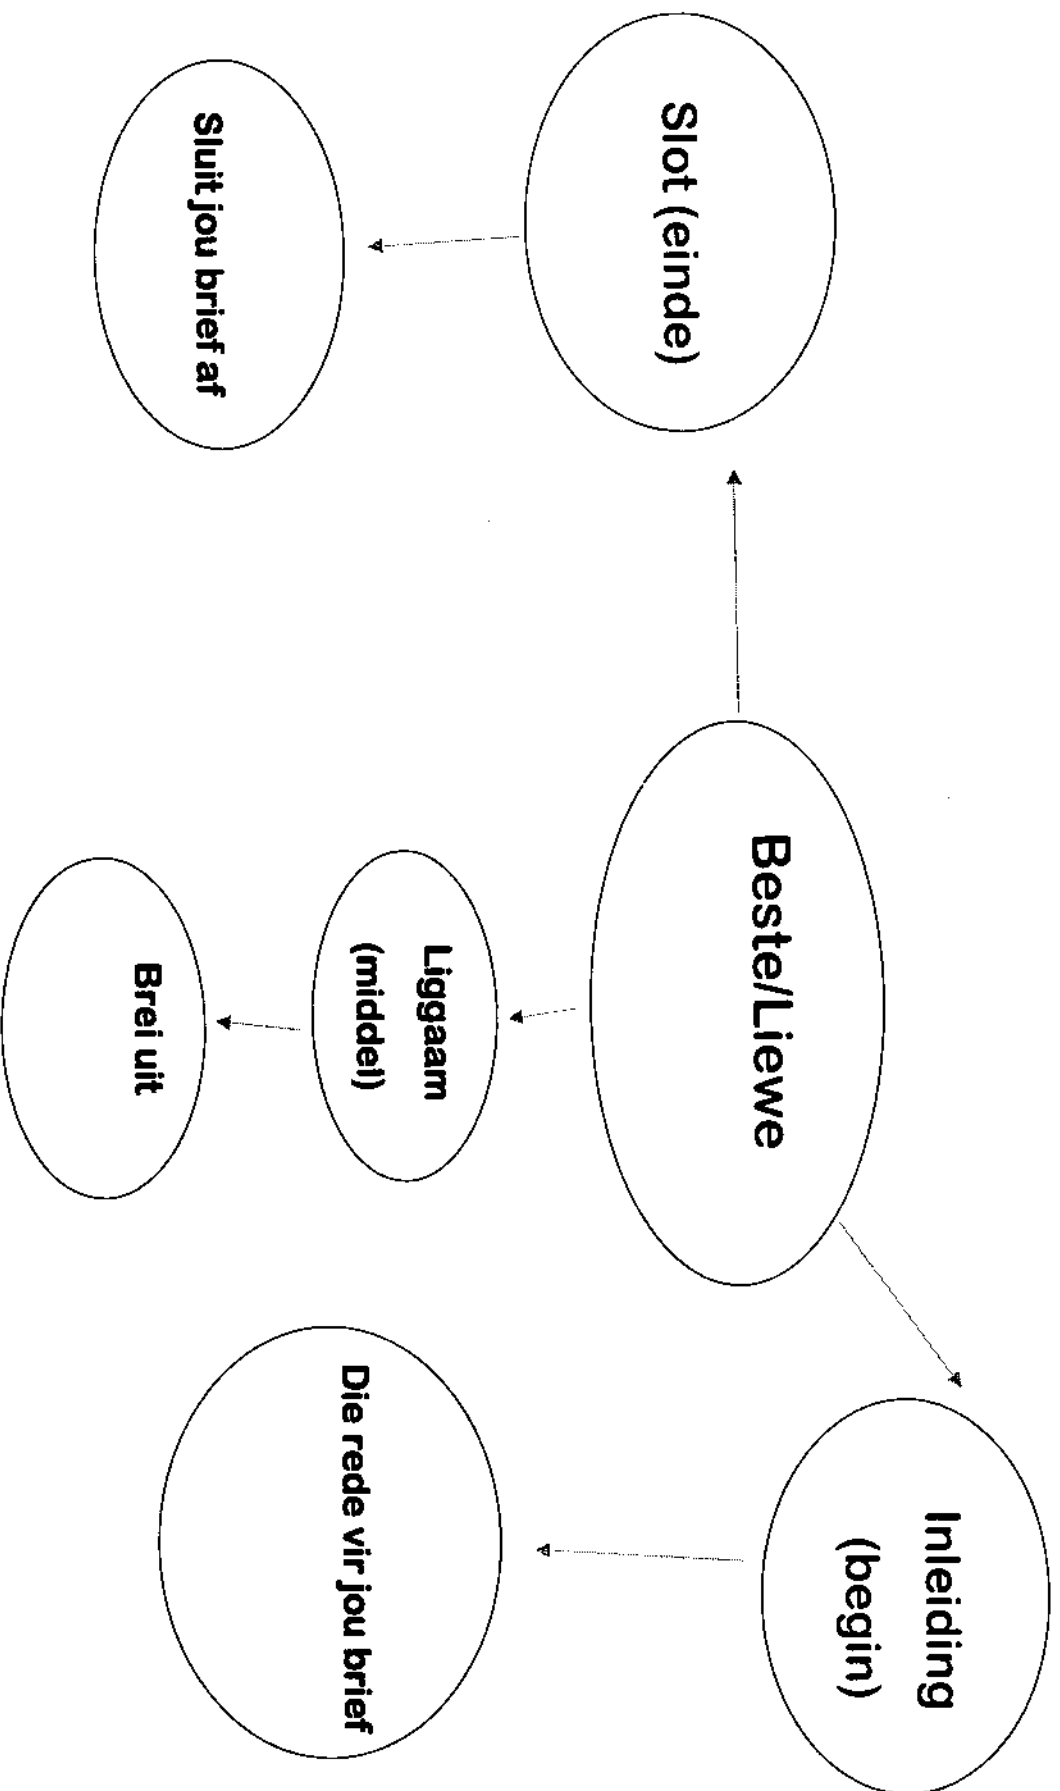 Beste/Liewe
Slot (einde)
Sluit jou brief af
Liggaam
(middel)
Brei uit
Inleiding
(begin)
Die rede vir jou brief